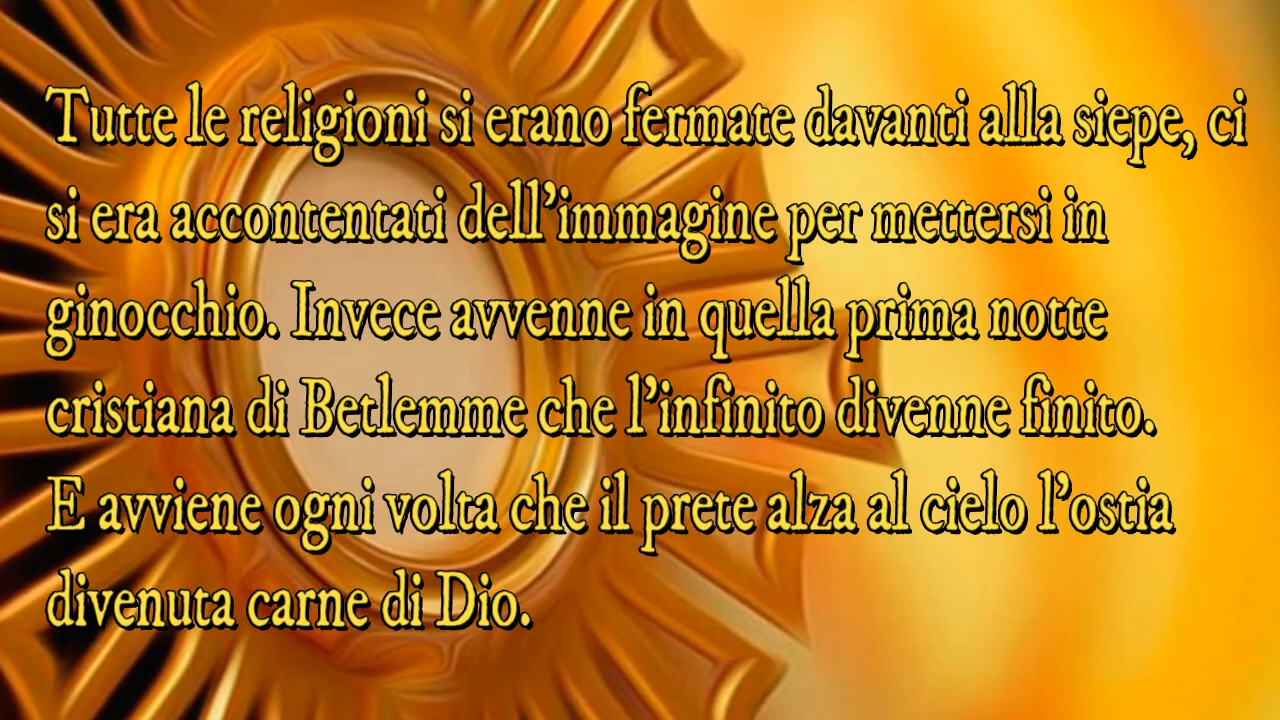 Tutte le religioni si erano fermate davanti alla siepe, ci
si era accontentati dell’immagine per mettersi in
ginocchio. Invece avvenne in quella prima notte
cristiana di Betlemme che l’infinito divenne finito.
E avviene ogni volta che il prete alza al cielo l’ostia
divenuta carne di Dio.